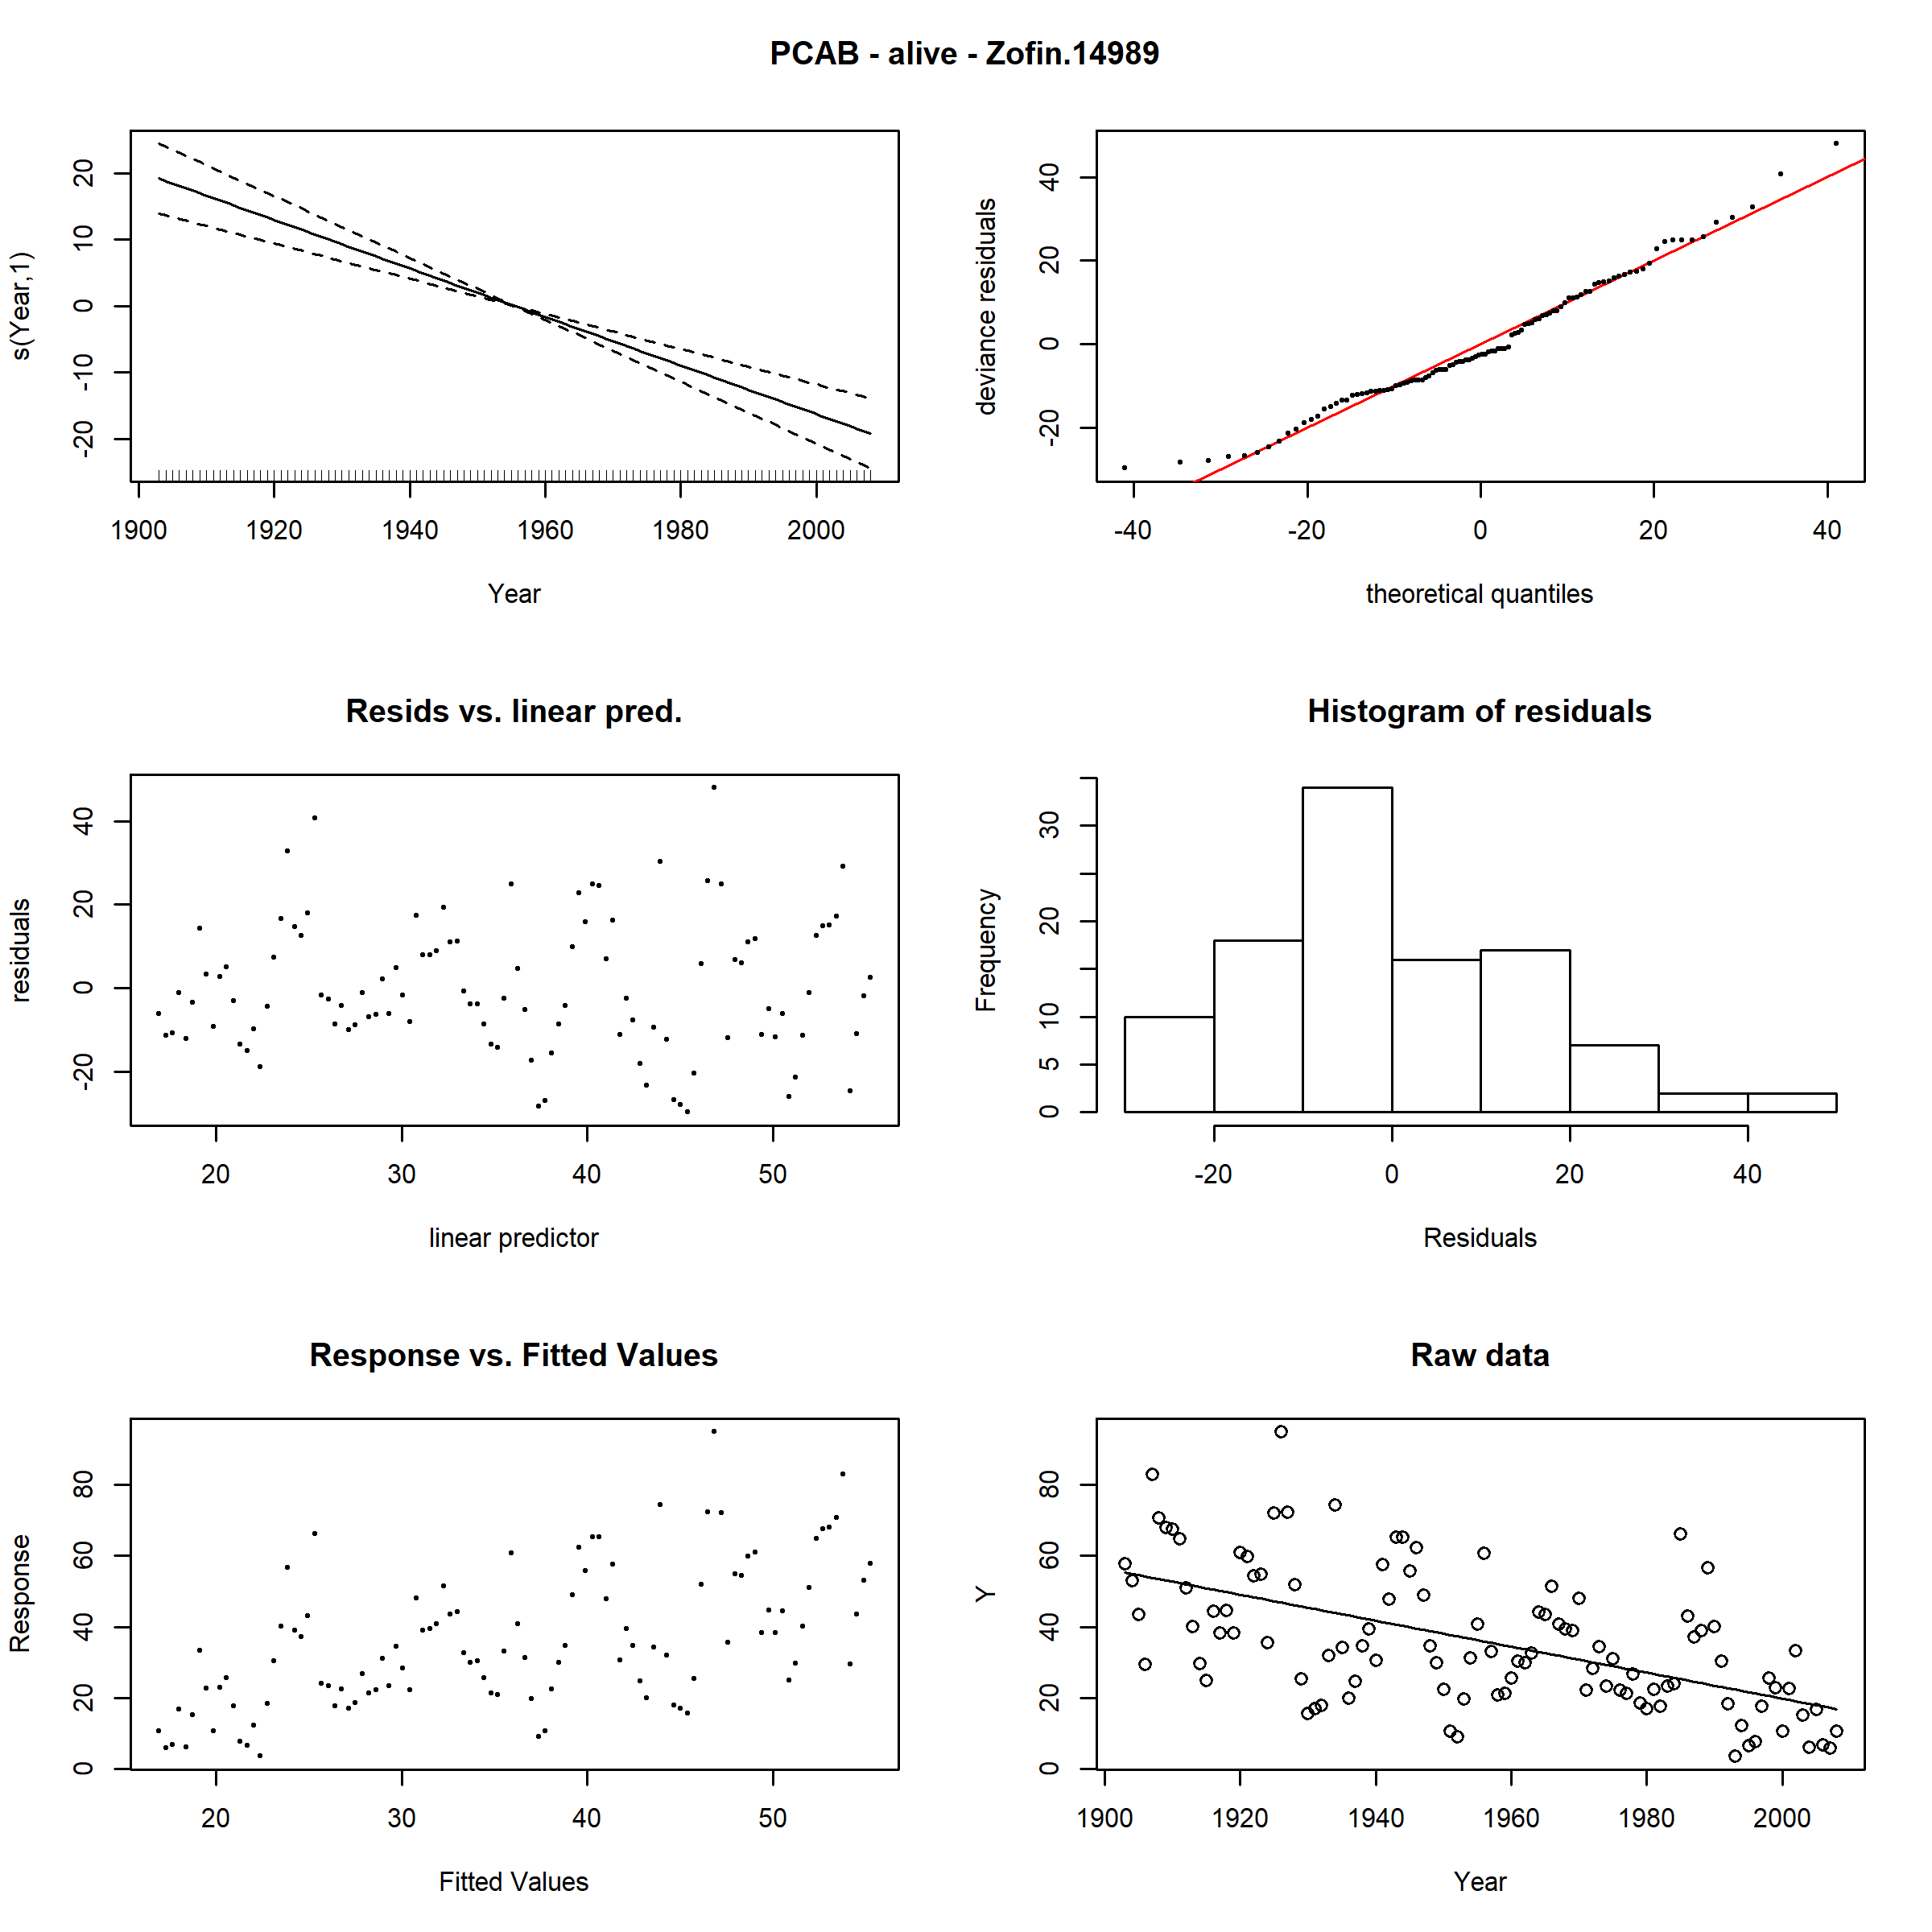 PCAB - alive - Zofin.14989
s(Year,1)
20
10
0
-10
-20
1900 1920 1940 1960 1980 2000
Year
deviance residuals
40
20
0
-20
-40 -20 0 20 40
theoretical quantiles
Resids vs. linear pred.
residuals
40
20
0
-20
20 30 40 50
linear predictor
Histogram of residuals
Frequency
30
20
10
5
0
-20 0 20 40
Residuals
Response vs. Fitted Values
Response
80
60
40
20
0
20 30 40 50
Fitted Values
Raw data
Y
80
60
40
20
0
1900 1920 1940 1960 1980 2000
Year